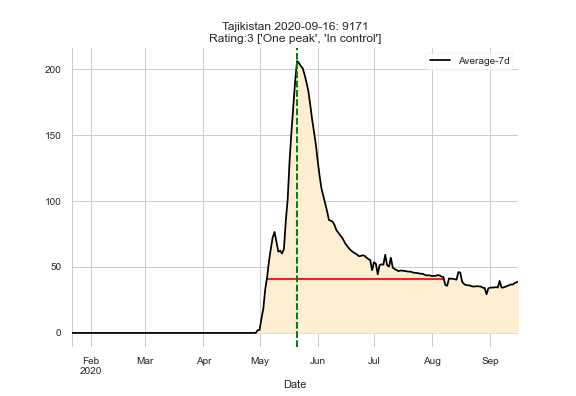 Tajikistan 2020-09-16: 9171
Rating:3 ['One peak', 'In control']
Average-7d
200
150
100
50
0
Feb Mar Apr May Jun Jul Aug Sep
2020
Date